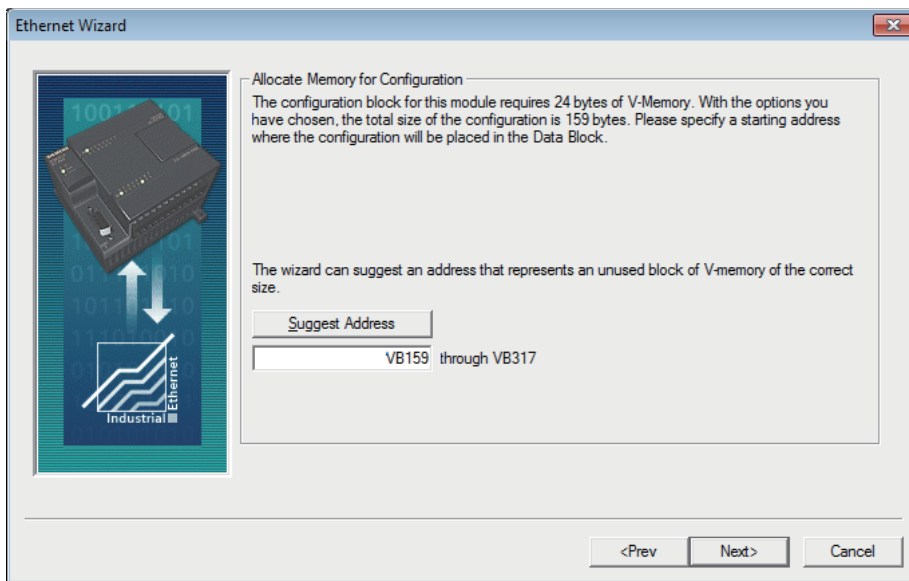 Ethernet Wizard
Allocate Memory for Configuration
The configuration block for this module requires 24 bytes of V-Memory. With the options you
have chosen, the total size of the configuration is 159 bytes. Please specify a starting address
where the configuration will be placed in the Data Block.
The wizard can suggest an address that represents an unused block of V-memory of the correct
size.
Suggest Address
VB159 through VB317
Industrial
Ethernet
<Prev
Next>
Cancel